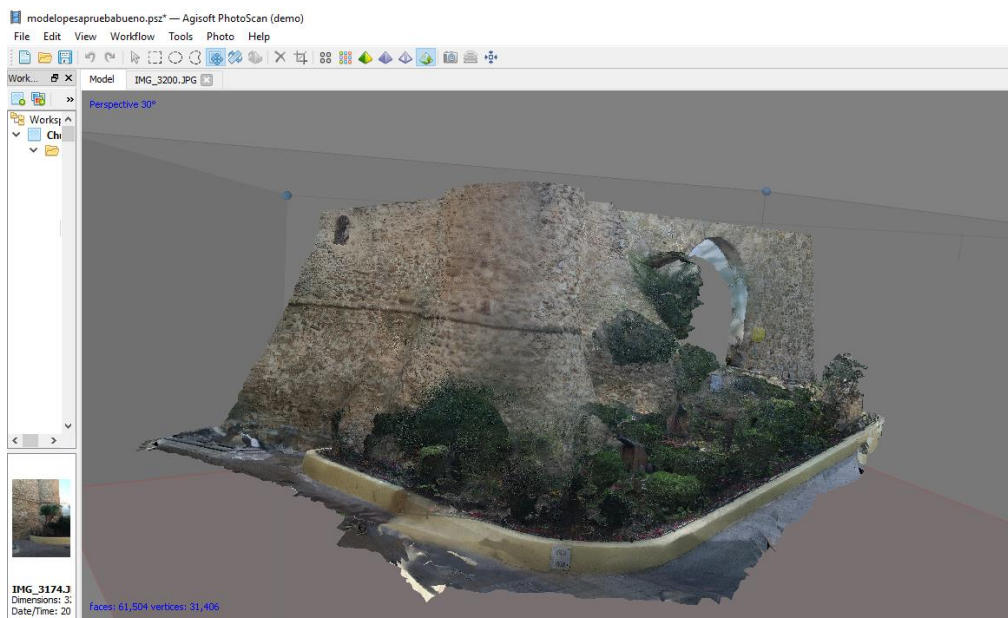 modelopesapruebabueno.psz* — Agisoft PhotoScan (demo)
File Edit View Workflow Tools Photo Help
Work...
Model IMG_3200.JPG
»
Perspective 30°
Works
Ch
IMG_3174.J
Dimensions: 3
Date/Time: 20
faces: 61,504 vertices: 31,406